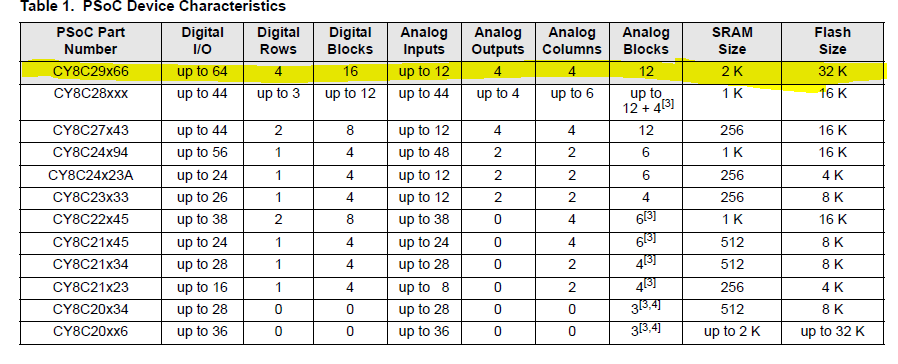 Table 1. PSoC Device Characteristics
PSoC Part Number Digital I/O Digital Rows Digital Blocks Analog Inputs Analog Outputs Analog Columns Analog Blocks SRAM Size Flash Size
CY8C29x66 up to 64 4 16 up to 12 4 4 12 2 K 32 K
CY8C28xxx up to 44 up to 3 up to 12 up to 44 up to 4 up to 6 up to 12 + 4[3] 1 K 16 K
CY8C27x43 up to 44 2 8 up to 12 4 4 12 256 16 K
CY8C24x94 up to 56 1 4 up to 48 2 2 6 1 K 16 K
CY8C24x23A up to 24 1 4 up to 12 2 2 6 256 4 K
CY8C23x33 up to 26 1 4 up to 12 2 2 4 256 8 K
CY8C22x45 up to 38 2 8 up to 38 0 4 6[3] 1 K 16 K
CY8C21x45 up to 24 1 4 up to 24 0 4 6[3] 512 8 K
CY8C21x34 up to 28 1 4 up to 28 0 2 4[3] 512 8 K
CY8C21x23 up to 16 1 4 up to 8 0 2 4[3] 256 4 K
CY8C20x34 up to 28 0 0 up to 28 0 0 3[3,4] 512 8 K
CY8C20xx6 up to 36 0 0 up to 36 0 0 3[3,4] up to 2 K up to 32 K